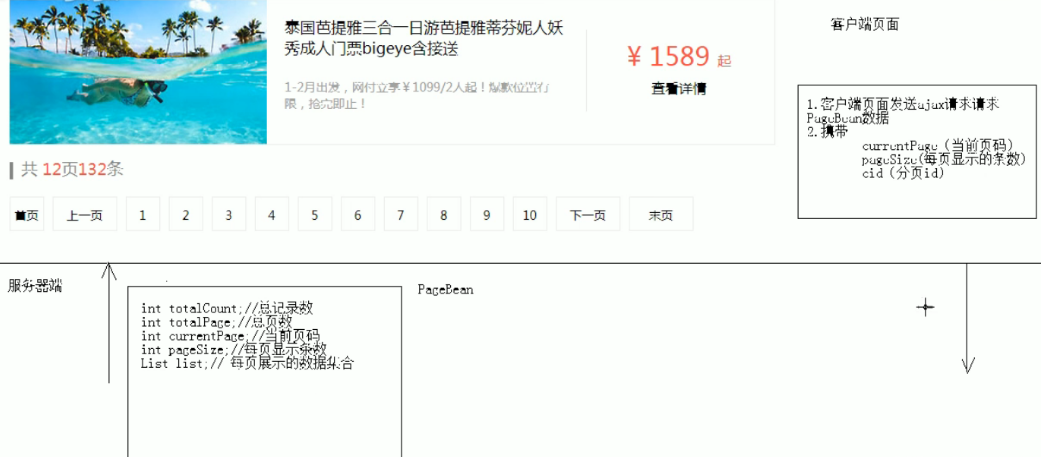 泰国芭提雅三合一日游芭提雅蒂芬妮人妖
秀成人门票bigeye含接送
1-2月出发，网付立享￥1099/2人起！爆款位置有
限，抢完即止！
￥1589 起
查看详情
客户端页面
1.客户端页面发送ajax请求请求
PageBean数据
2.携带
currentPage（当前页码）
pageSize(每页显示的条数)
cid（分页id）
共 12页132条
首页 上一页 1 2 3 4 5 6 7 8 9 10 下一页 末页
服务器端
PageBean
int totalCount;//总记录数
int totalPage;//总页数
int currentPage;//当前页码
int pageSize;//每页显示条数
List list;// 每页展示的数据集合